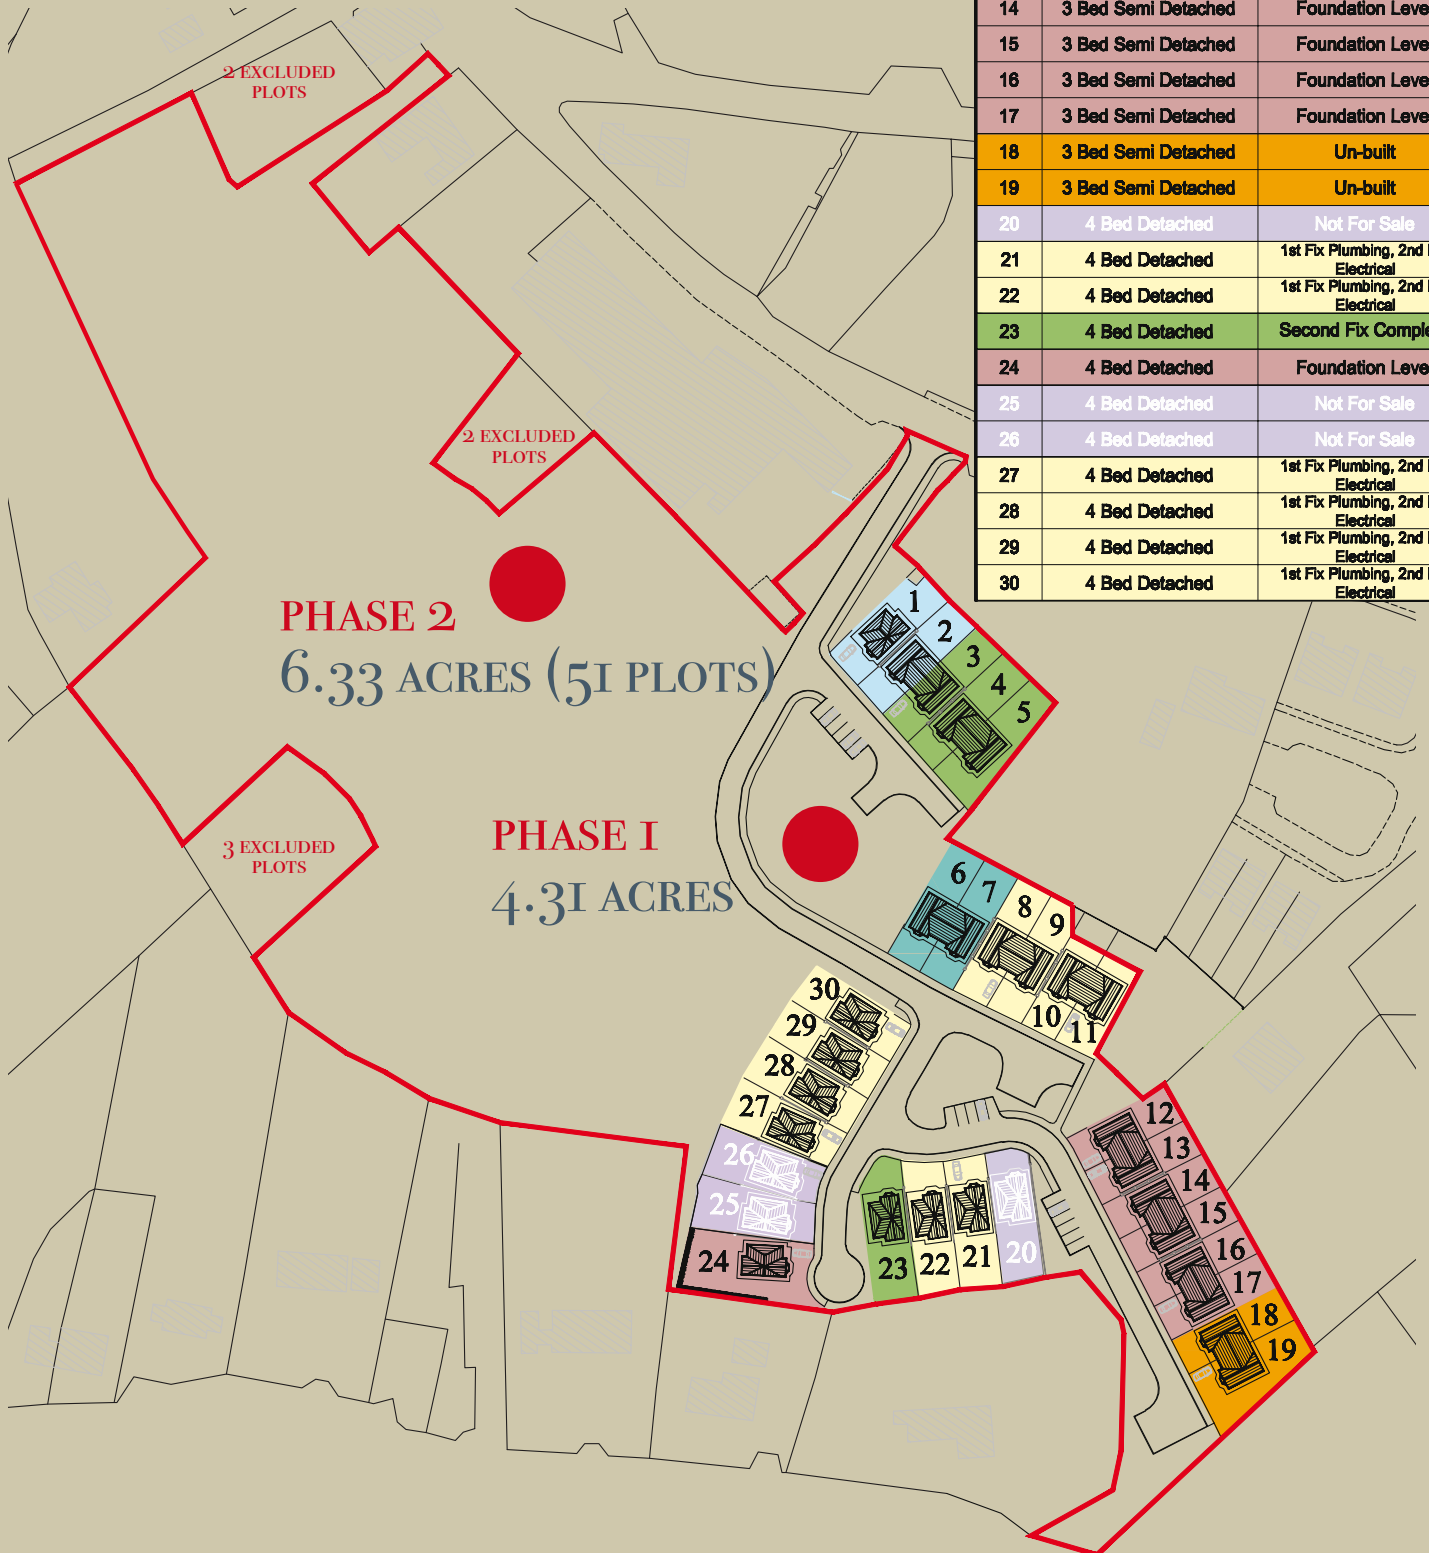 14 3 Bed Semi Detached Foundation Leve
15 3 Bed Semi Detached Foundation Leve
16 3 Bed Semi Detached Foundation Leve
17 3 Bed Semi Detached Foundation Leve
18 3 Bed Semi Detached Un-built
19 3 Bed Semi Detached Un-built
20 4 Bed Detached Not For Sale
21 4 Bed Detached 1st Fix Plumbing, 2nd
Electrical
22 4 Bed Detached 1st Fix Plumbing, 2nd
Electrical
23 4 Bed Detached Second Fix Comple
24 4 Bed Detached Foundation Leve
25 4 Bed Detached Not For Sale
26 4 Bed Detached Not For Sale
27 4 Bed Detached 1st Fix Plumbing, 2nd
Electrical
28 4 Bed Detached 1st Fix Plumbing, 2nd
Electrical
29 4 Bed Detached 1st Fix Plumbing, 2nd
Electrical
30 4 Bed Detached 1st Fix Plumbing, 2nd
Electrical
2 EXCLUDED
PLOTS
2 EXCLUDED
PLOTS
PHASE 2
6.33 ACRES (51 PLOTS)
3 EXCLUDED
PLOTS
PHASE 1
4.31 ACRES
1
2
3
4
5
6
7
8
9
10
11
30
29
28
27
26
25
24
23
22
21
20
12
13
14
15
16
17
18
19